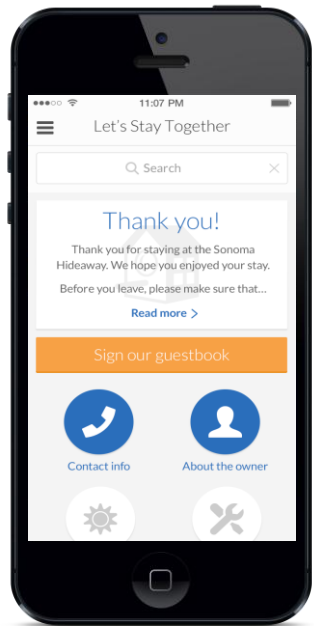 11:07 PM
Let's Stay Together
Search
Thank you!
Thank you for staying at the Sonoma
Hideaway. We hope you enjoyed your stay.
Before you leave, please make sure that...
Read more >
Sign our guestbook
Contact info
About the owner